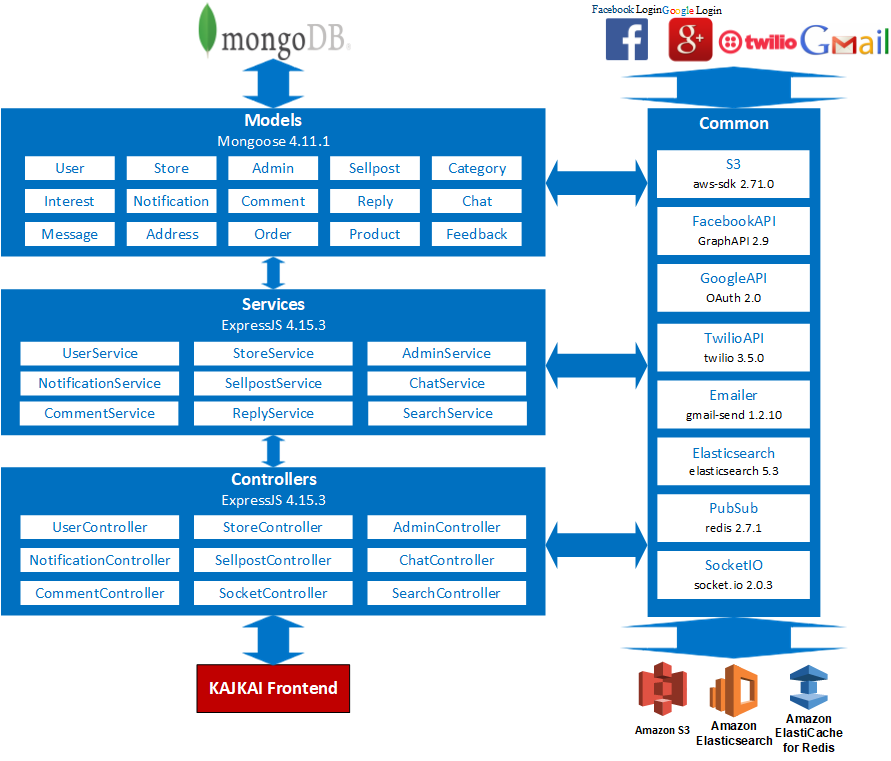 mongoDB®
Facebook Login Google Login
f g+ twilio GMail
Models
Mongoose 4.11.1
User Store Admin Sellpost Category
Interest Notification Comment Reply Chat
Message Address Order Product Feedback
Services
ExpressJS 4.15.3
UserService StoreService AdminService
NotificationService SellpostService ChatService
CommentService ReplyService SearchService
Controllers
ExpressJS 4.15.3
UserController StoreController AdminController
NotificationController SellpostController ChatController
CommentController SocketController SearchController
KAJKAI Frontend
Common
S3
aws-sdk 2.71.0
FacebookAPI
GraphAPI 2.9
GoogleAPI
OAuth 2.0
TwilioAPI
twilio 3.5.0
Emailer
gmail-send 1.2.10
Elasticsearch
elasticsearch 5.3
PubSub
redis 2.7.1
SocketIO
socket.io 2.0.3
Amazon S3
Amazon
Elasticsearch
Amazon
ElastiCache
for Redis